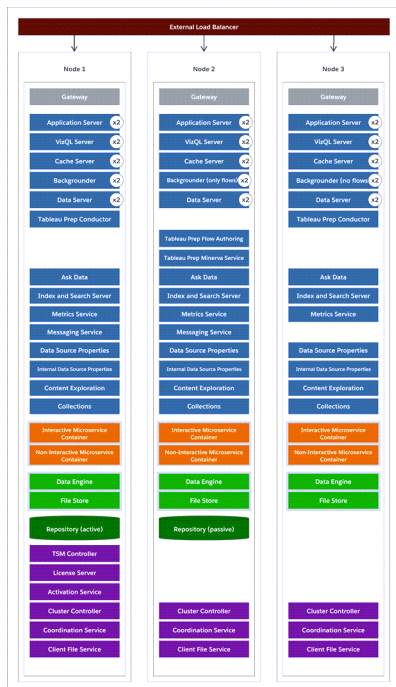 External Load Balancer
Node 1
Gateway
Application Server x2
VizQL Server x2
Cache Server x2
Backgrounder x2
Data Server x2
Tableau Prep Conductor
Ask Data
Index and Search Server
Metrics Service
Messaging Service
Data Source Properties
Internal Data Source Properties
Content Exploration
Collections
Interactive Microservice
Container
Non-Interactive Microservice
Container
Data Engine
File Store
Repository (active)
TSM Controller
License Server
Activation Service
Cluster Controller
Coordination Service
Client File Service
Node 2
Gateway
Application Server x2
VizQL Server x2
Cache Server x2
Backgrounder (only flows) x2
Data Server x2
Tableau Prep Flow Authoring
Tableau Prep Minerva Service
Ask Data
Index and Search Server
Metrics Service
Messaging Service
Data Source Properties
Internal Data Source Properties
Content Exploration
Collections
Interactive Microservice
Container
Non-Interactive Microservice
Container
Data Engine
File Store
Repository (passive)
Cluster Controller
Coordination Service
Client File Service
Node 3
Gateway
Application Server x2
VizQL Server x2
Cache Server x2
Backgrounder (no flows) x2
Data Server x2
Tableau Prep Conductor
Ask Data
Index and Search Server
Metrics Service
Data Source Properties
Internal Data Source Properties
Content Exploration
Collections
Interactive Microservice
Container
Non-Interactive Microservice
Container
Data Engine
File Store
Cluster Controller
Coordination Service
Client File Service